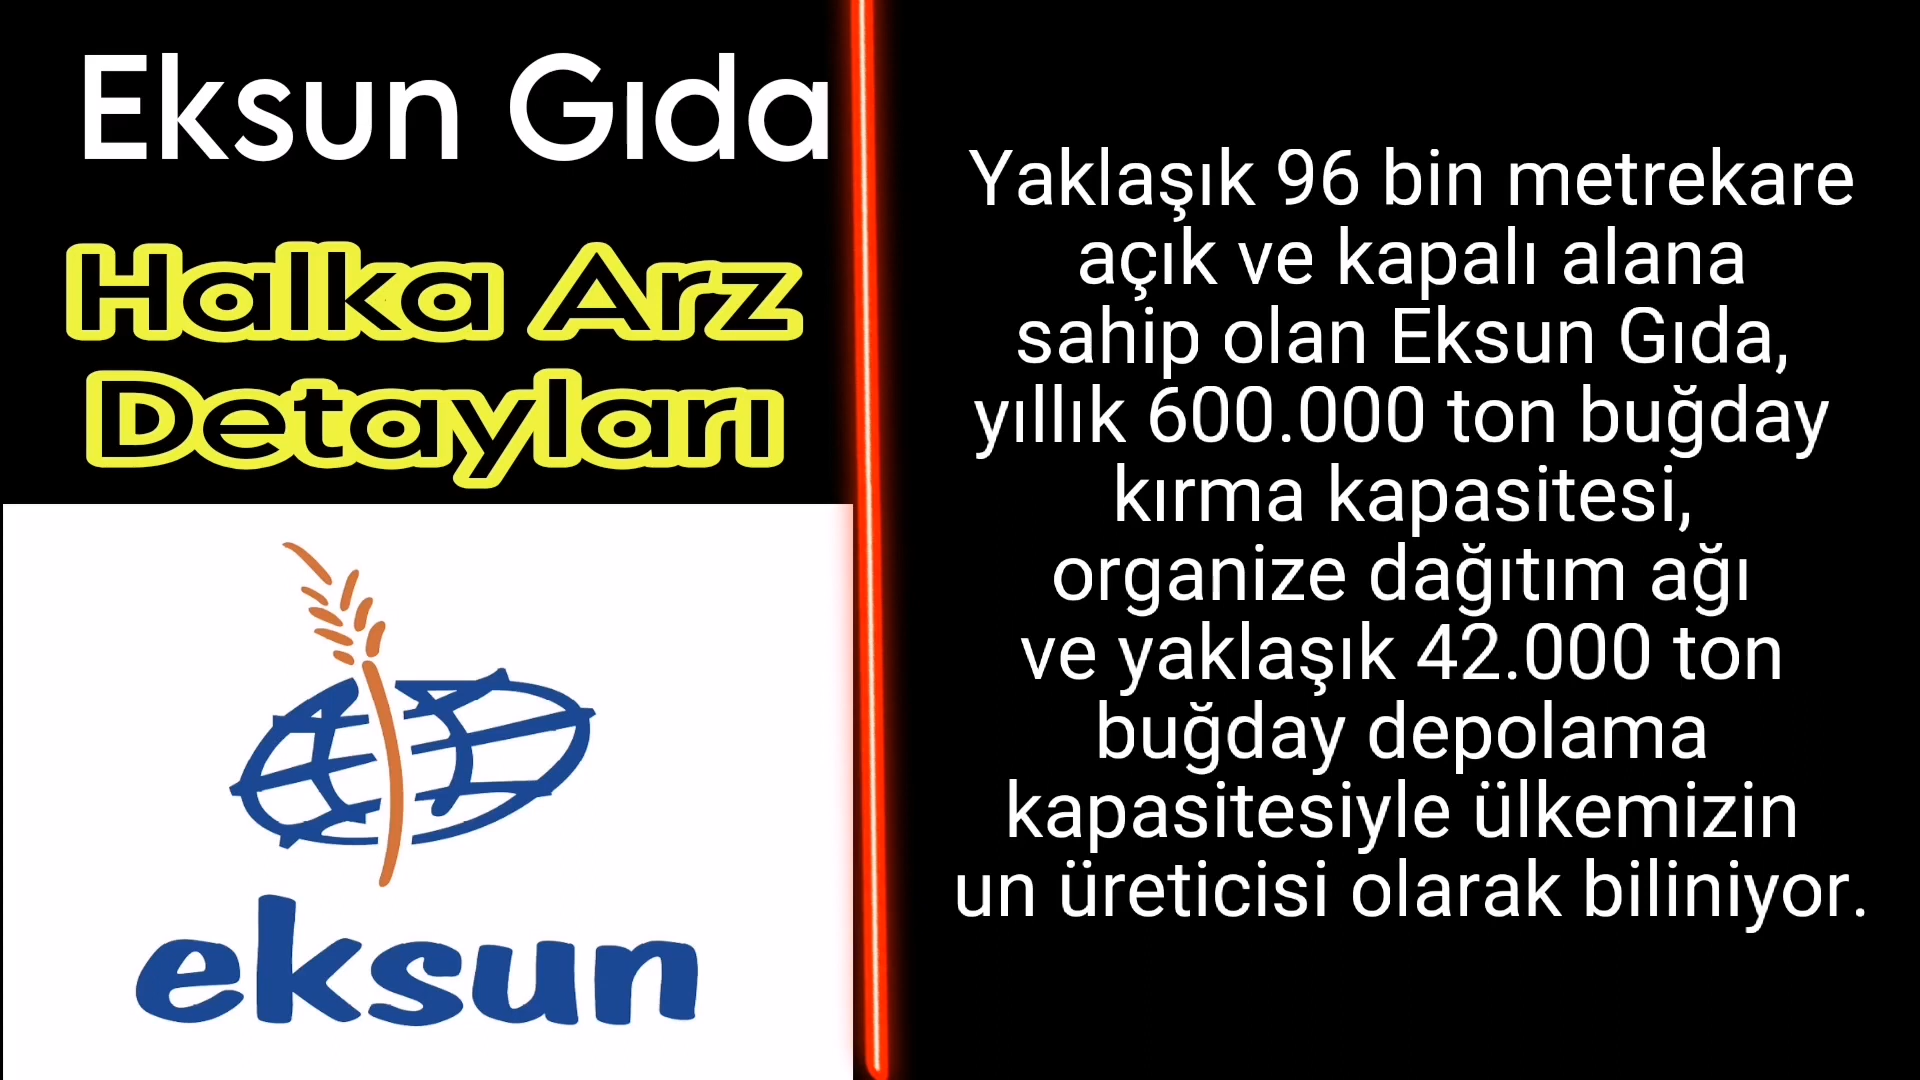 Eksun Gıda
Halka Arz
Detayları
eksun
Yaklaşık 96 bin metrekare
açık ve kapalı alana
sahip olan Eksun Gıda,
yıllık 600.000 ton buğday
kırma kapasitesi,
organize dağıtım ağı
ve yaklaşık 42.000 ton
buğday depolama
kapasitesiyle ülkemizin
un üreticisi olarak biliniyor.